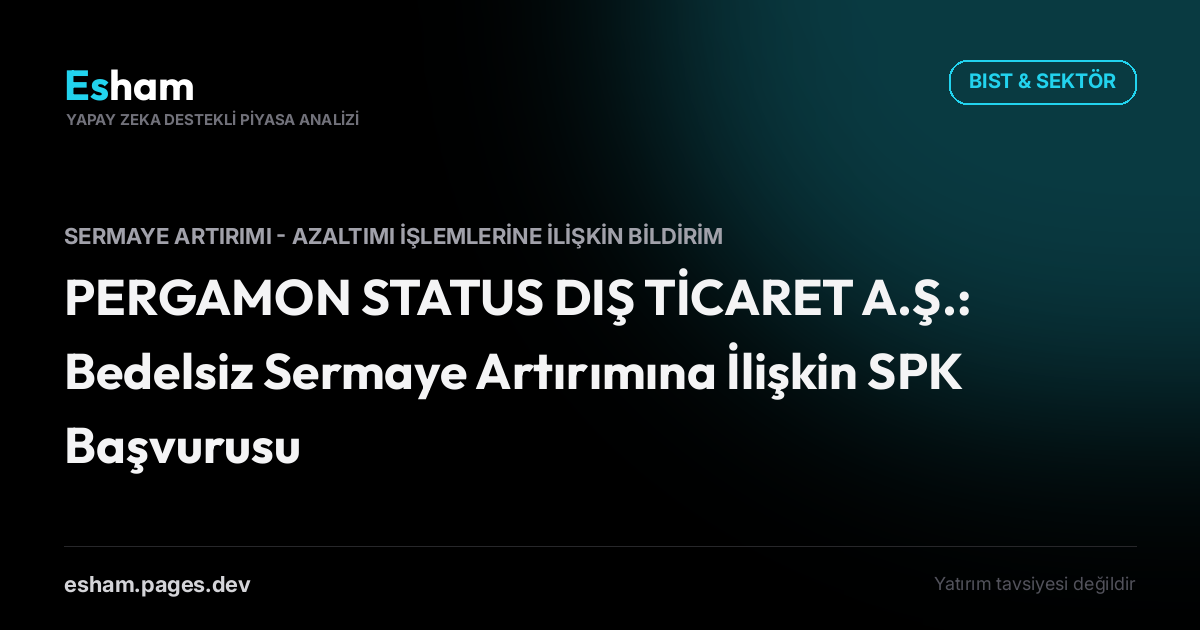 Esham
BIST & SEKTÖR
YAPAY ZEKA DESTEKLİ PİYASA ANALİZİ
SERMAYE ARTIRIMI - AZALTIMI İŞLEMLERİNE İLİŞKİN BİLDİRİM
PERGAMON STATUS DIŞ TİCARET A.Ş.:
Bedelsiz Sermaye Artırımına İlişkin SPK
Başvurusu
esham.pages.dev
Yatırım tavsiyesi değildir